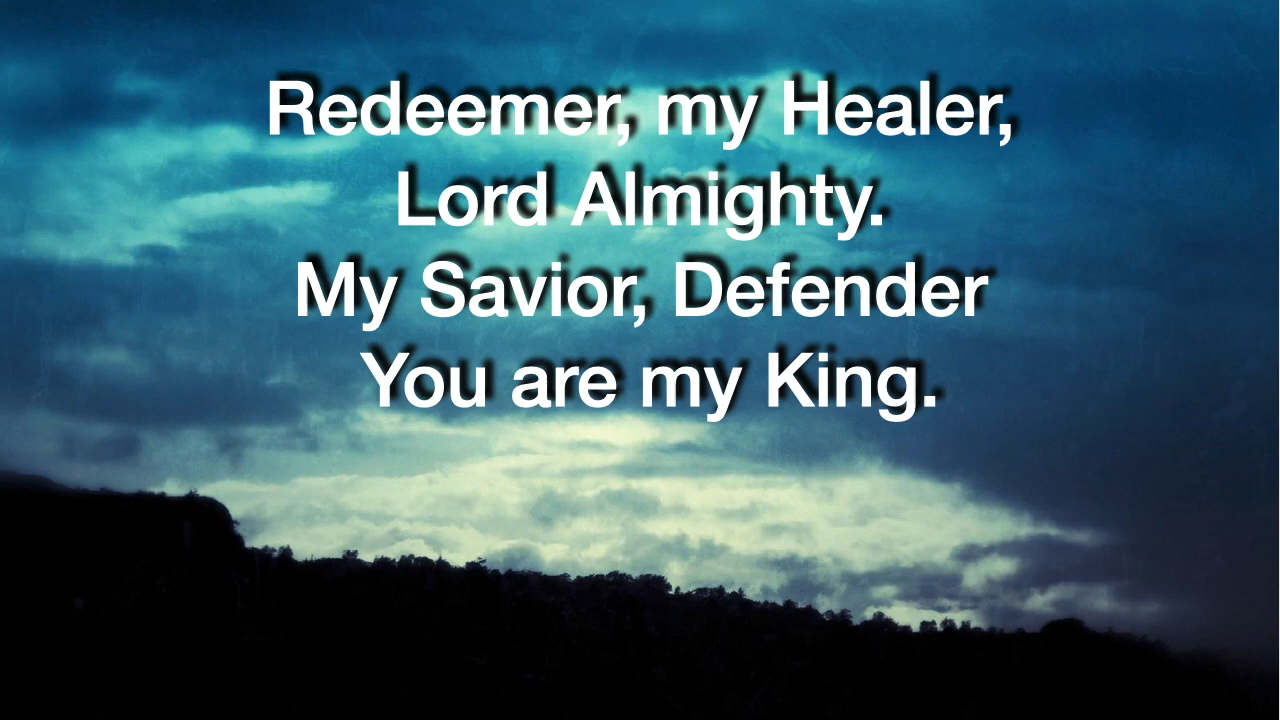 Redeemer, my Healer,
Lord Almighty.
My Savior, Defender
You are my King.